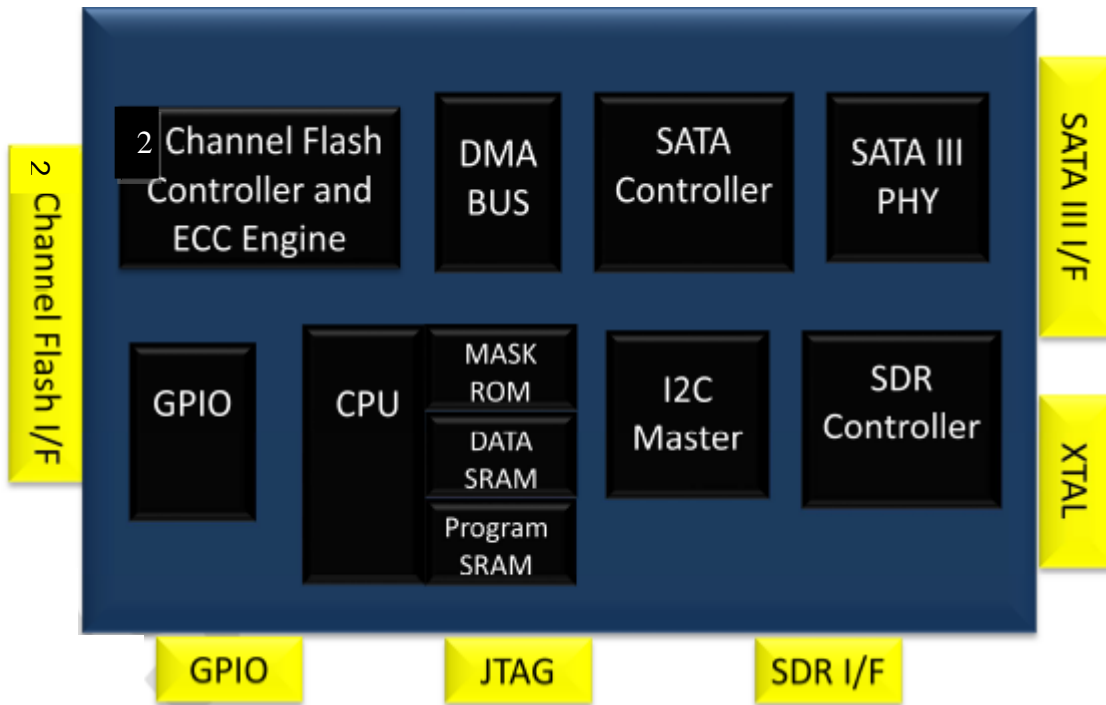 2 Channel Flash
Controller and
ECC Engine
DMA
BUS
SATA
Controller
SATA III
PHY
SATA III I/F
2 Channel Flash I/F
GPIO
CPU
MASK
ROM
DATA
SRAM
Program
SRAM
I2C
Master
SDR
Controller
XTAL
GPIO
JTAG
SDR I/F